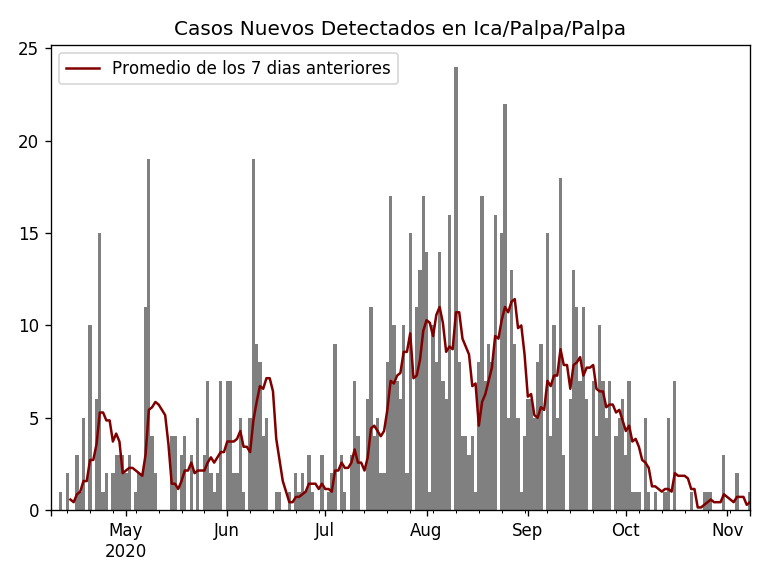 Casos Nuevos Detectados en Ica/Palpa/Palpa
Promedio de los 7 dias anteriores
25
20
15
10
5
0
May Jun Jul Aug Sep Oct Nov
2020